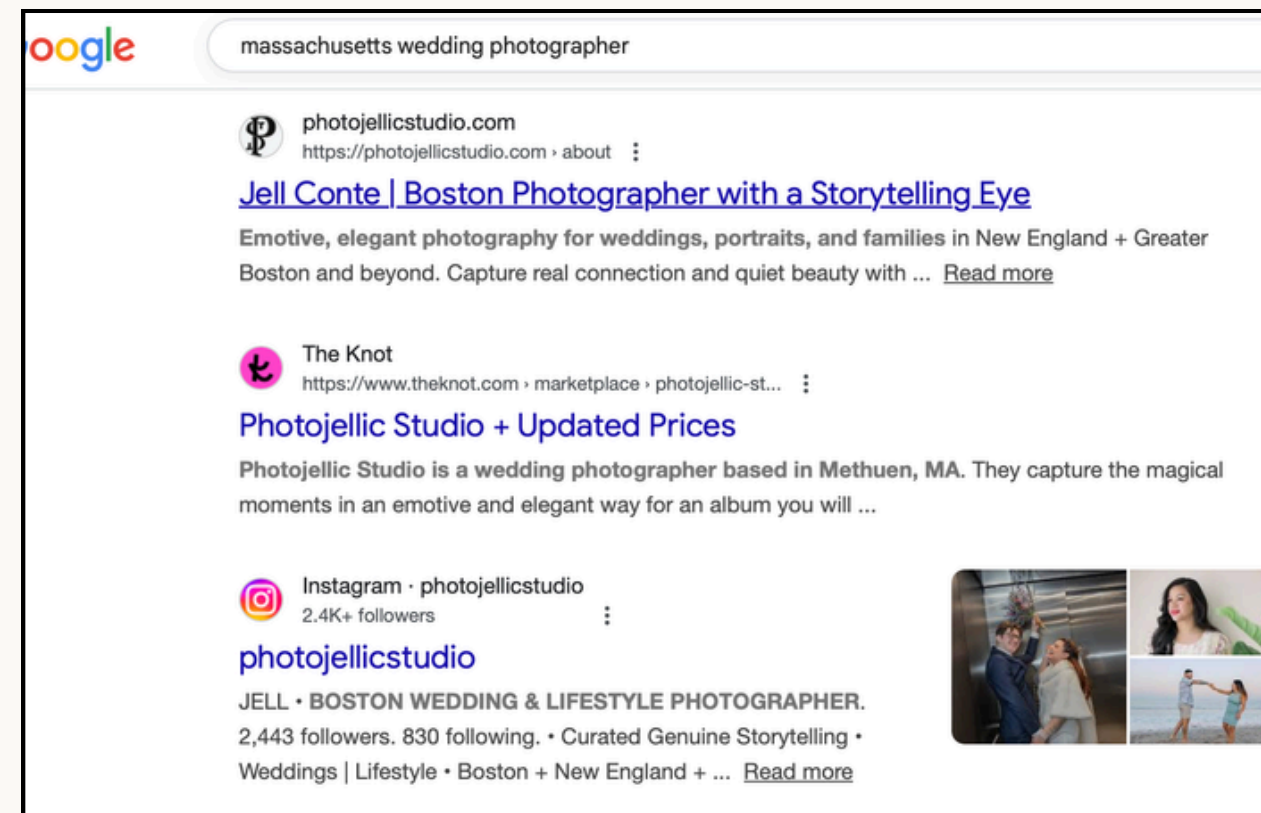 oogle
massachusetts wedding photographer
photojellicstudio.com
https://photojellicstudio.com › about
Jell Conte | Boston Photographer with a Storytelling Eye
Emotive, elegant photography for weddings, portraits, and families in New England + Greater
Boston and beyond. Capture real connection and quiet beauty with ... Read more
The Knot
https://www.theknot.com › marketplace › photojellic-st...
Photojellic Studio + Updated Prices
Photojellic Studio is a wedding photographer based in Methuen, MA. They capture the magical
moments in an emotive and elegant way for an album you will ...
Instagram · photojellicstudio
2.4K+ followers
photojellicstudio
JELL • BOSTON WEDDING & LIFESTYLE PHOTOGRAPHER.
2,443 followers. 830 following. • Curated Genuine Storytelling •
Weddings | Lifestyle • Boston + New England + ... Read more